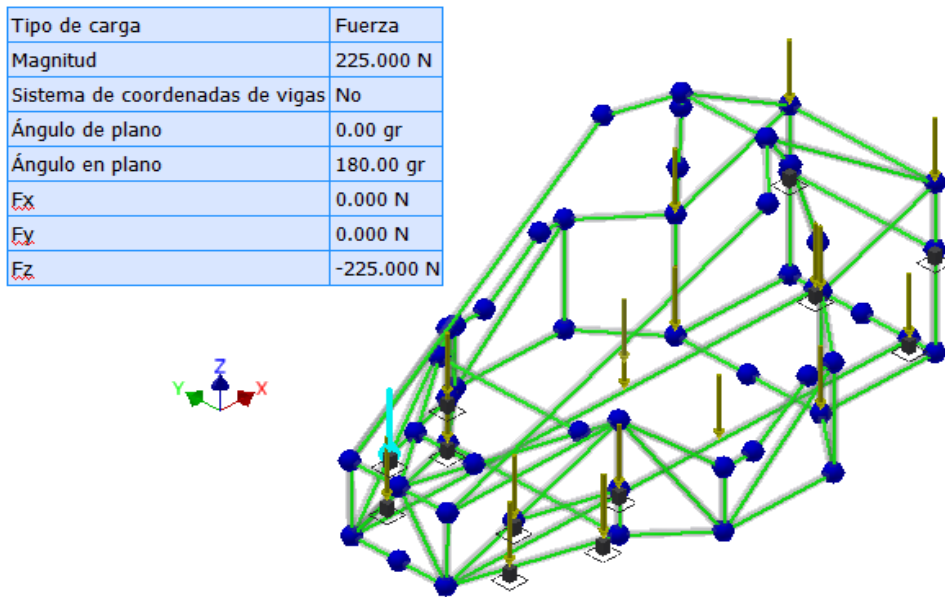 Tipo de carga Fuerza
Magnitud 225.000 N
Sistema de coordenadas de vigas No
Ángulo de plano 0.00 gr
Ángulo en plano 180.00 gr
Fx 0.000 N
Fy 0.000 N
Fz -225.000 N
Z
Y X